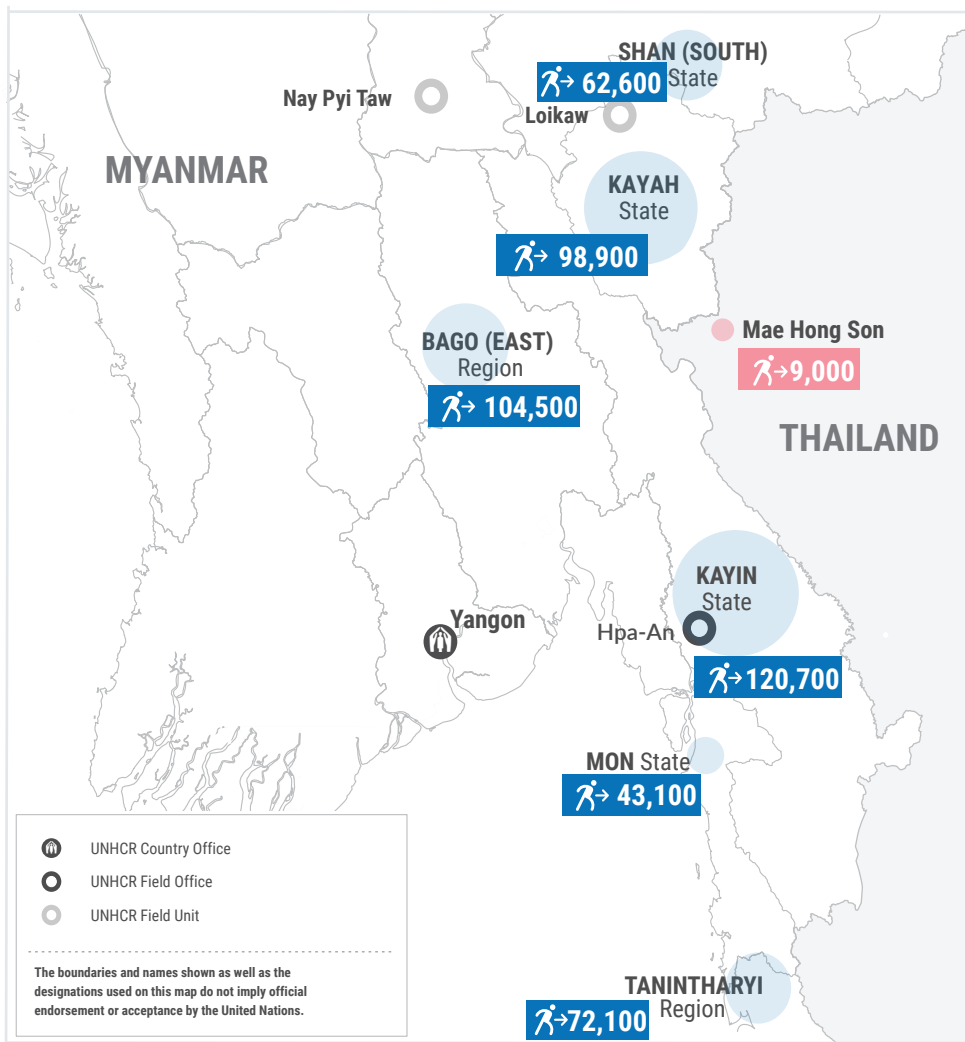 SHAN (SOUTH)
State
62,600
Nay Pyi Taw
Loikaw
MYANMAR
KAYAH
State
98,900
Mae Hong Son
9,000
BAGO (EAST)
Region
104,500
THAILAND
KAYIN
State
Hpa-An
Yangon
120,700
MON State
43,100
UNHCR Country Office
UNHCR Field Office
UNHCR Field Unit
The boundaries and names shown as well as the
designations used on this map do not imply official
endorsement or acceptance by the United Nations.
TANINTHARYI
Region
72,100